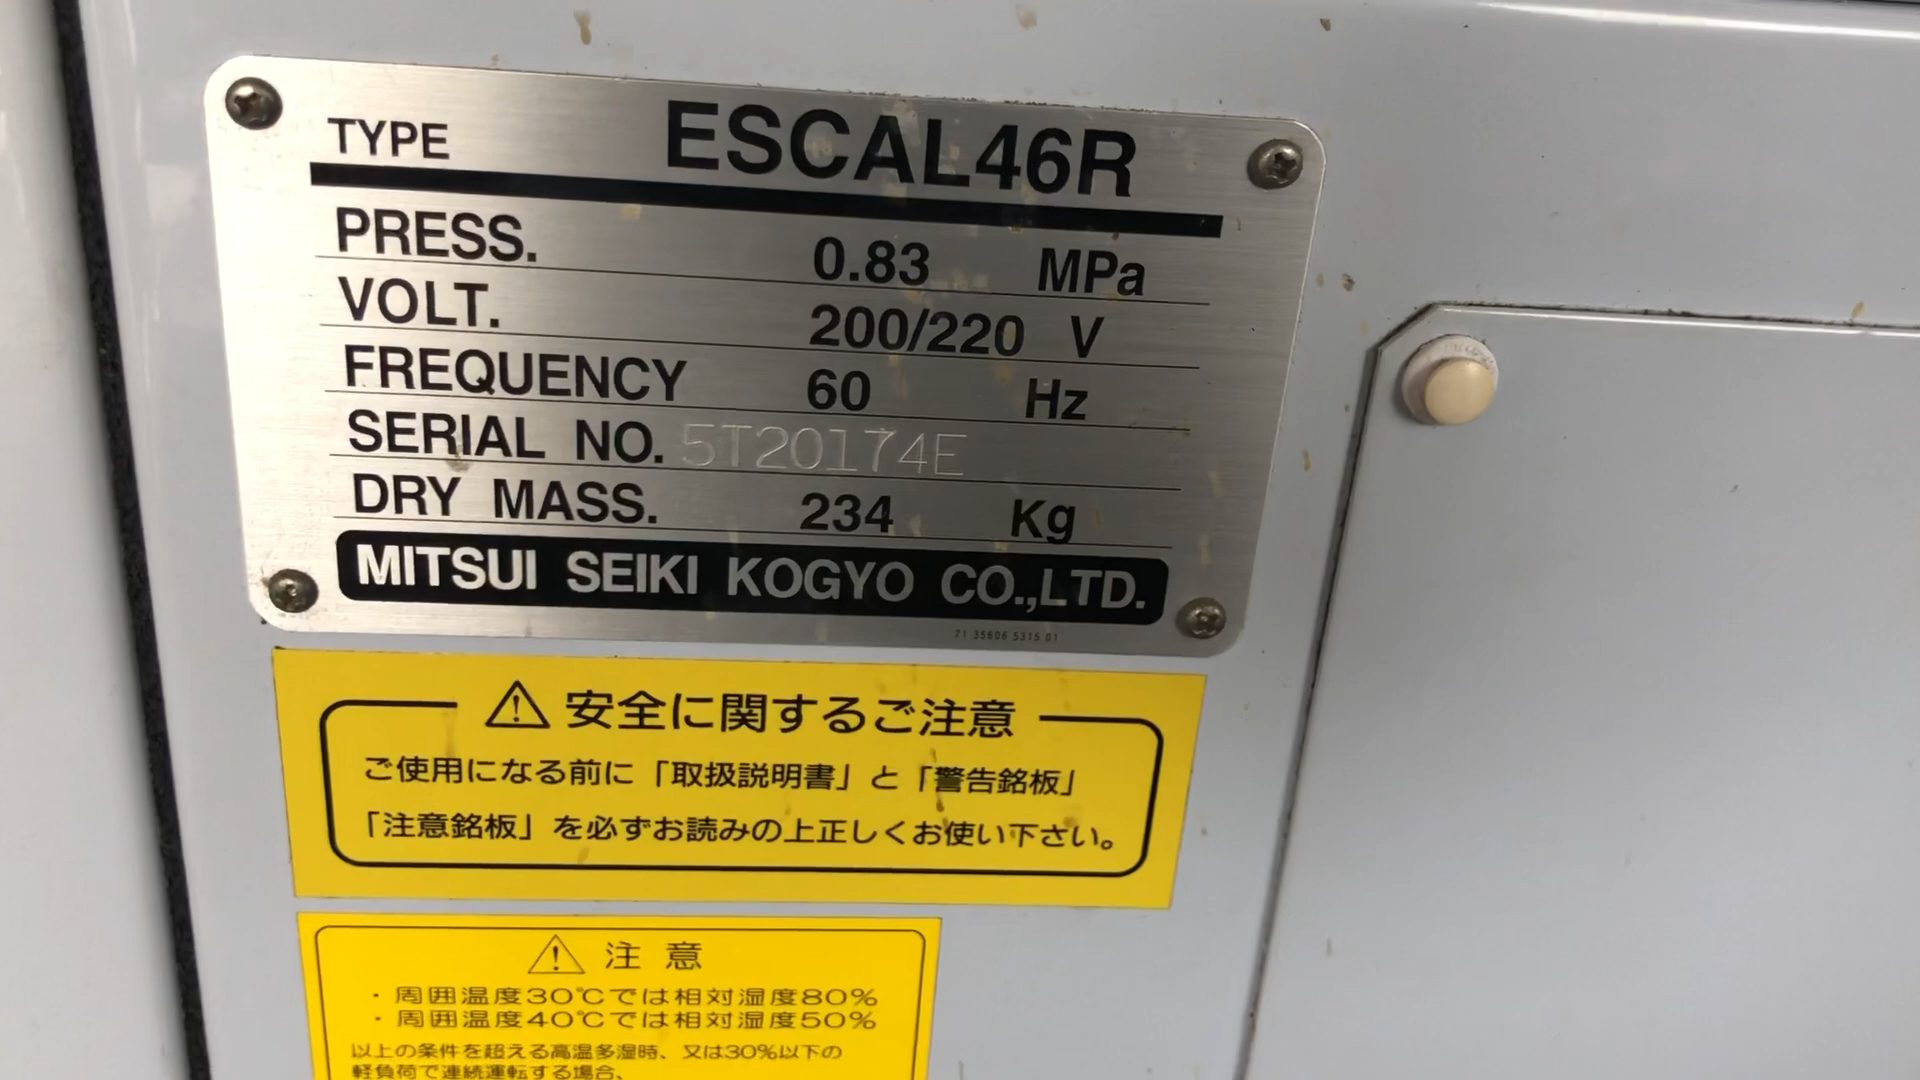 TYPE ESCAL46R
PRESS. 0.83 MPa
VOLT. 200/220 V
FREQUENCY 60 Hz
SERIAL NO. 5T20174E
DRY MASS. 234 Kg
MITSUI SEIKI KOGYO CO.,LTD.
71 35606 5315 01
安全に関するご注意
ご使用になる前に「取扱説明書」と「警告銘板」
「注意銘板」を必ずお読みの上正しくお使い下さい。
注意
・周囲温度30℃では相対湿度80%
・周囲温度40℃では相対湿度50%
以上の条件を超える高温多湿時、又は30%以下の
軽負荷で連続運転する場合、